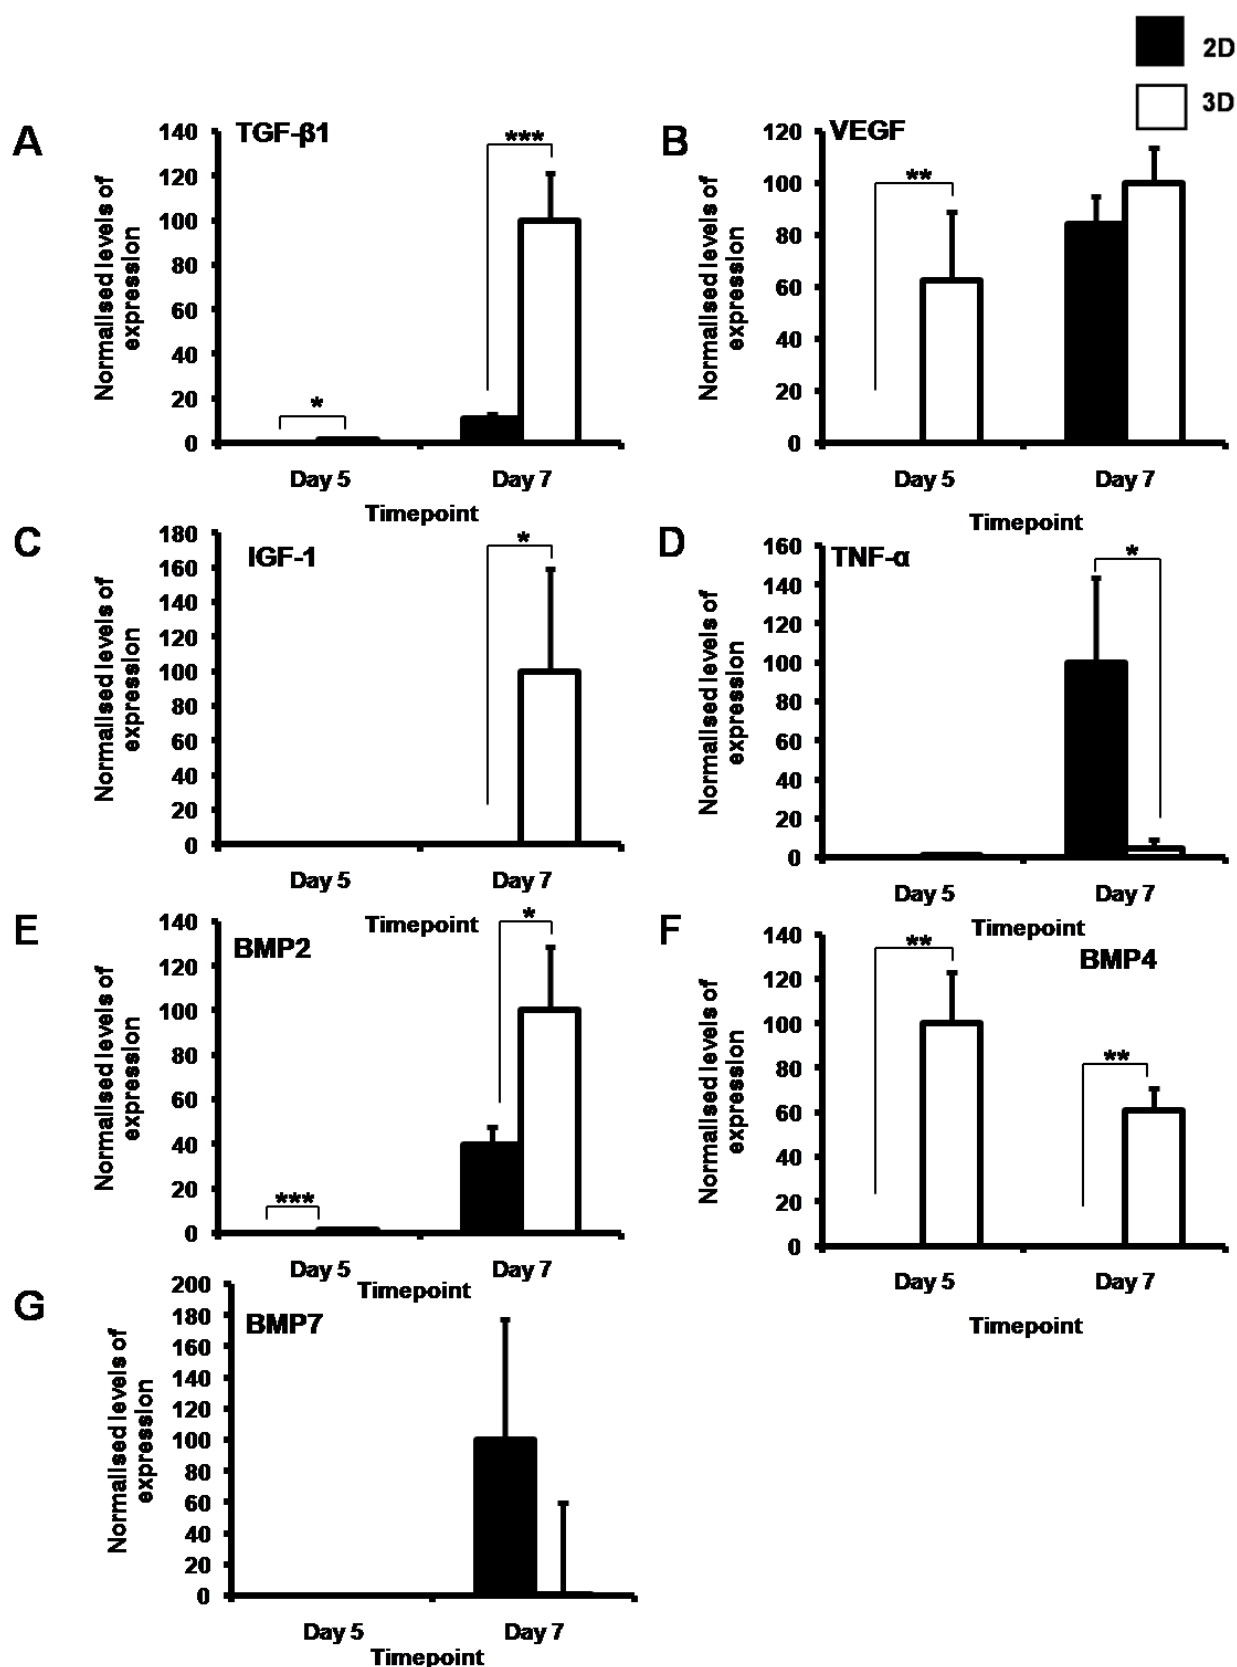 2D
3D
A
TGF-β1
***
140
120
100
80
60
40
20
0
Normalised levels of
expression
*
Day 5
Day 7
Timepoint
B
VEGF
**
120
100
80
60
40
20
0
Normalised levels of
expression
Day 5
Day 7
Timepoint
C
IGF-1
*
180
160
140
120
100
80
60
40
20
0
Normalised levels of
expression
Day 5
Day 7
Timepoint
D
TNF-α
*
160
140
120
100
80
60
40
20
0
Normalised levels of
expression
Day 5
Day 7
Timepoint
E
BMP2
*
140
120
100
80
60
40
20
0
Normalised levels of
expression
***
Day 5
Day 7
Timepoint
F
BMP4
**
**
140
120
100
80
60
40
20
0
Normalised levels of
expression
Day 5
Day 7
Timepoint
G
BMP7
200
180
160
140
120
100
80
60
40
20
0
Normalised levels of
expression
Day 5
Day 7
Timepoint